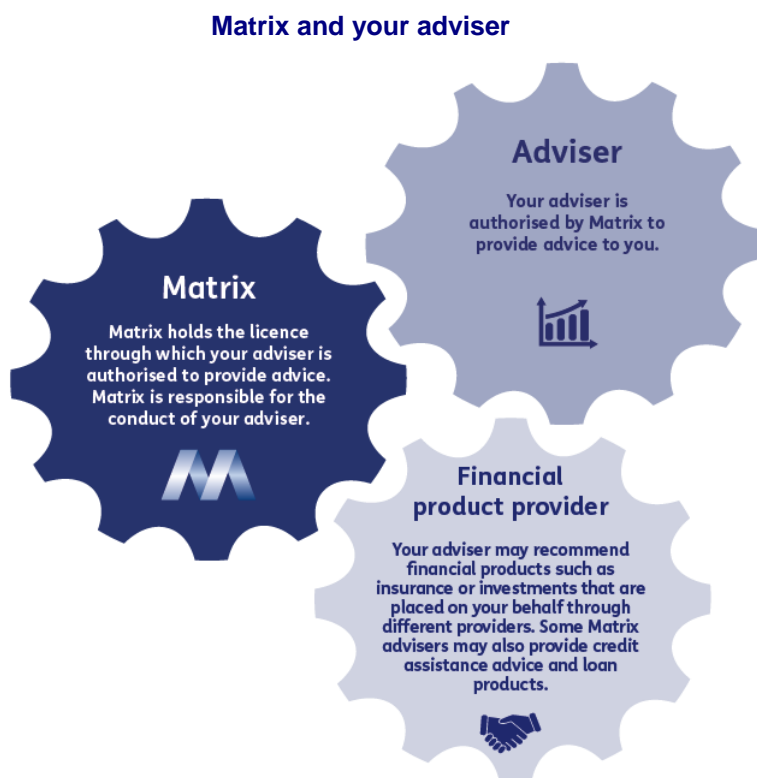 Matrix and your adviser
Adviser
Your adviser is
authorised by Matrix to
provide advice to you.
Matrix
Matrix holds the licence
through which your adviser is
authorised to provide advice.
Matrix is responsible for the
conduct of your adviser.
Financial
product provider
Your adviser may recommend
financial products such as
insurance or investments that are
placed on your behalf through
different providers. Some Matrix
advisers may also provide credit
assistance advice and loan
products.